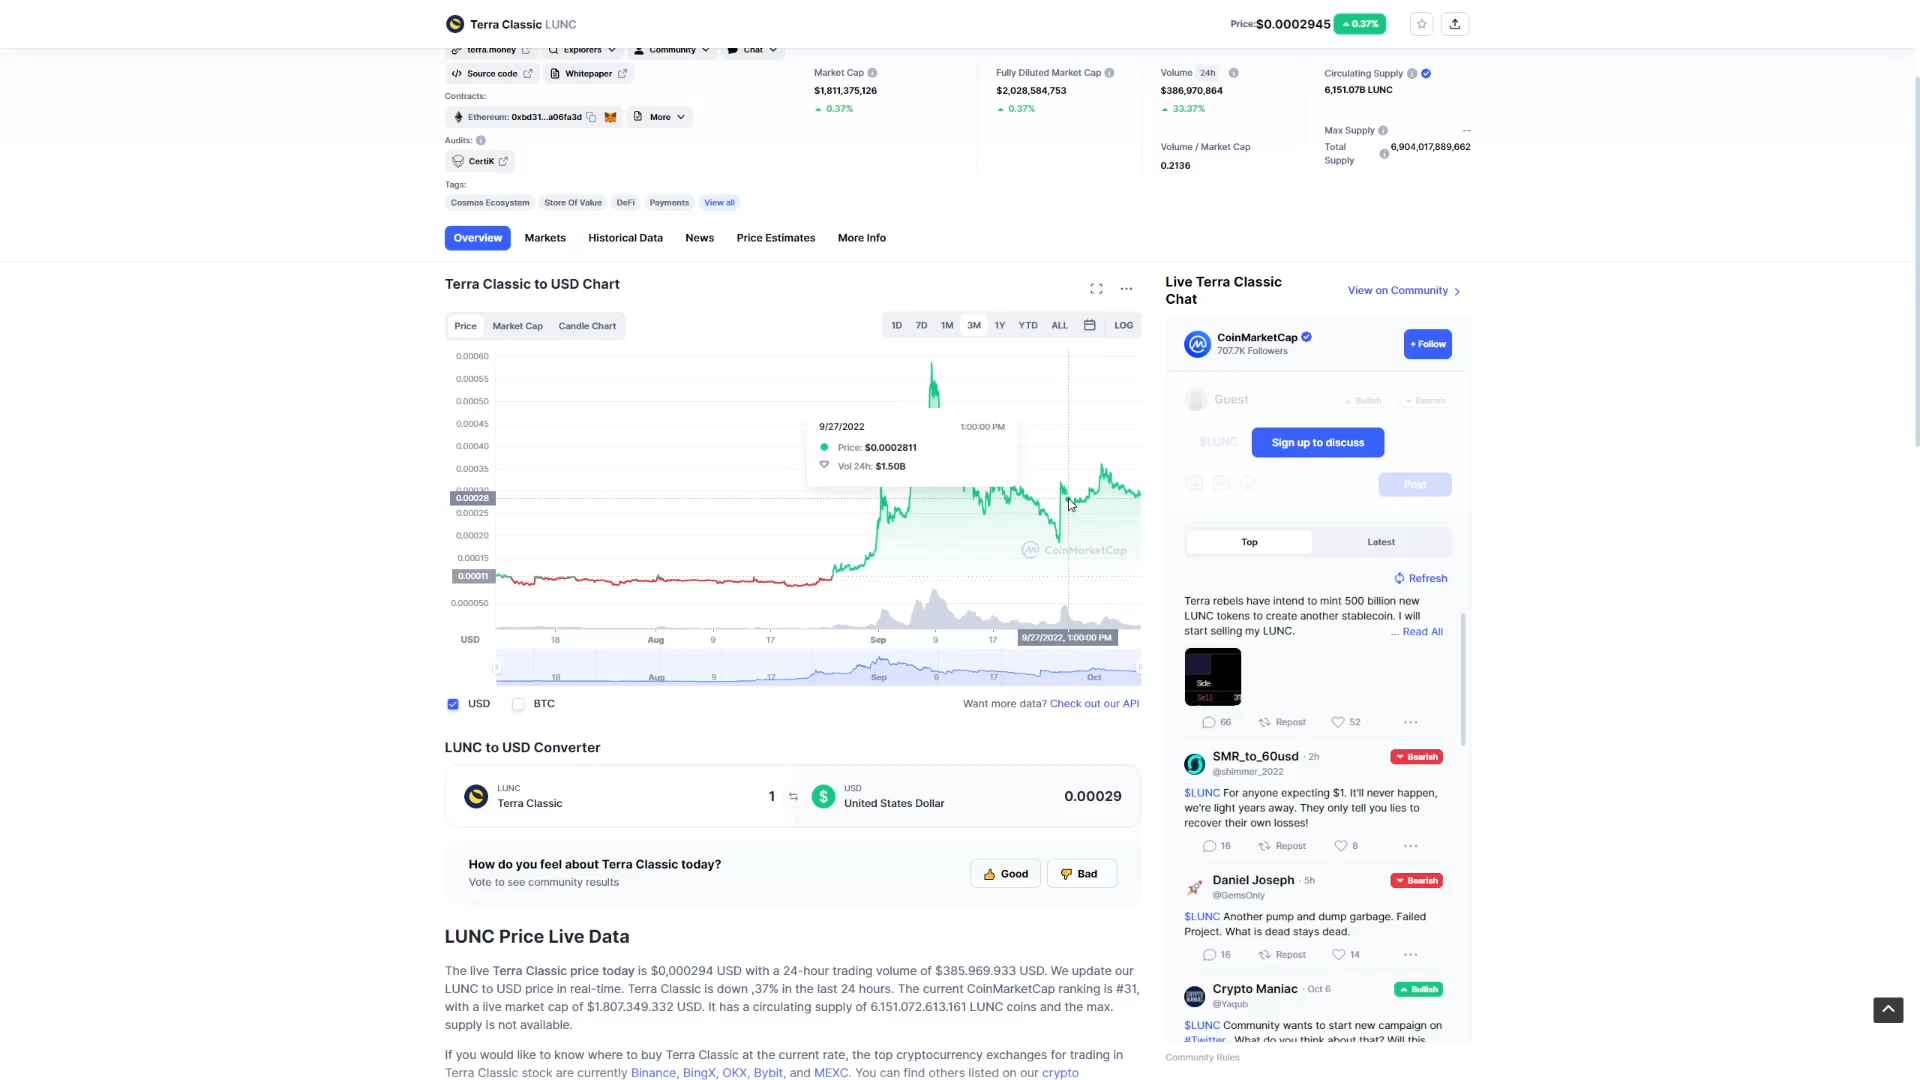 Terra Classic LUNC
Price:$0.0002945 0.37%
terra.money Explorers Community Chat
Source code Whitepaper
Contracts:
Ethereum: 0xbd31...a06fa3d More
Audits:
CertiK
Tags:
Cosmos Ecosystem Store Of Value DeFi Payments View all
Market Cap
$1,811,375,126
0.37%
Fully Diluted Market Cap
$2,028,584,753
0.37%
Volume 24h
$386,970,864
33.37%
Volume / Market Cap
0.2136
Circulating Supply
6,151.07B LUNC
Max Supply --
Total Supply 6,904,017,889,662
Overview Markets Historical Data News Price Estimates More Info
Terra Classic to USD Chart
Price Market Cap Candle Chart
1D 7D 1M 3M 1Y YTD ALL LOG
0.00060
0.00055
0.00050
0.00045
0.00040
0.00035
0.00030
0.00028
0.00025
0.00020
0.00015
0.00011
0.000050
9/27/2022 1:00:00 PM
Price: $0.0002811
Vol 24h: $1.50B
CoinMarketCap
USD 18 Aug 9 17 Sep 9 17 9/27/2022, 1:00:00 PM
18 Aug 9 17 Sep 9 17 Oct
USD BTC
Want more data? Check out our API
LUNC to USD Converter
LUNC
Terra Classic
1
USD
United States Dollar
0.00029
How do you feel about Terra Classic today?
Vote to see community results
Good Bad
LUNC Price Live Data
The live Terra Classic price today is $0,000294 USD with a 24-hour trading volume of $385.969.933 USD. We update our
LUNC to USD price in real-time. Terra Classic is down ,37% in the last 24 hours. The current CoinMarketCap ranking is #31,
with a live market cap of $1.807.349.332 USD. It has a circulating supply of 6.151.072.613.161 LUNC coins and the max.
supply is not available.
If you would like to know where to buy Terra Classic at the current rate, the top cryptocurrency exchanges for trading in
Terra Classic stock are currently Binance, BingX, OKX, Bybit, and MEXC. You can find others listed on our crypto
Live Terra Classic
Chat
View on Community
CoinMarketCap
707.7K Followers
+ Follow
Guest
Bullish Bearish
$LUNC
Sign up to discuss
Post
Top Latest
Refresh
Terra rebels have intend to mint 500 billion new
LUNC tokens to create another stablecoin. I will
start selling my LUNC. ... Read All
Side
Sell 31
66 Repost 52
SMR_to_60usd · 2h
Bearish
@shimmer_2022
$LUNC For anyone expecting $1. It'll never happen,
we're light years away. They only tell you lies to
recover their own losses!
16 Repost 8
Daniel Joseph · 5h
Bearish
@GemsOnly
$LUNC Another pump and dump garbage. Failed
Project. What is dead stays dead.
16 Repost 14
Crypto Maniac · Oct 6
Bullish
@Yaqub
$LUNC Community wants to start new campaign on
#Twitter. What do you think about that? Will this
Community Rules